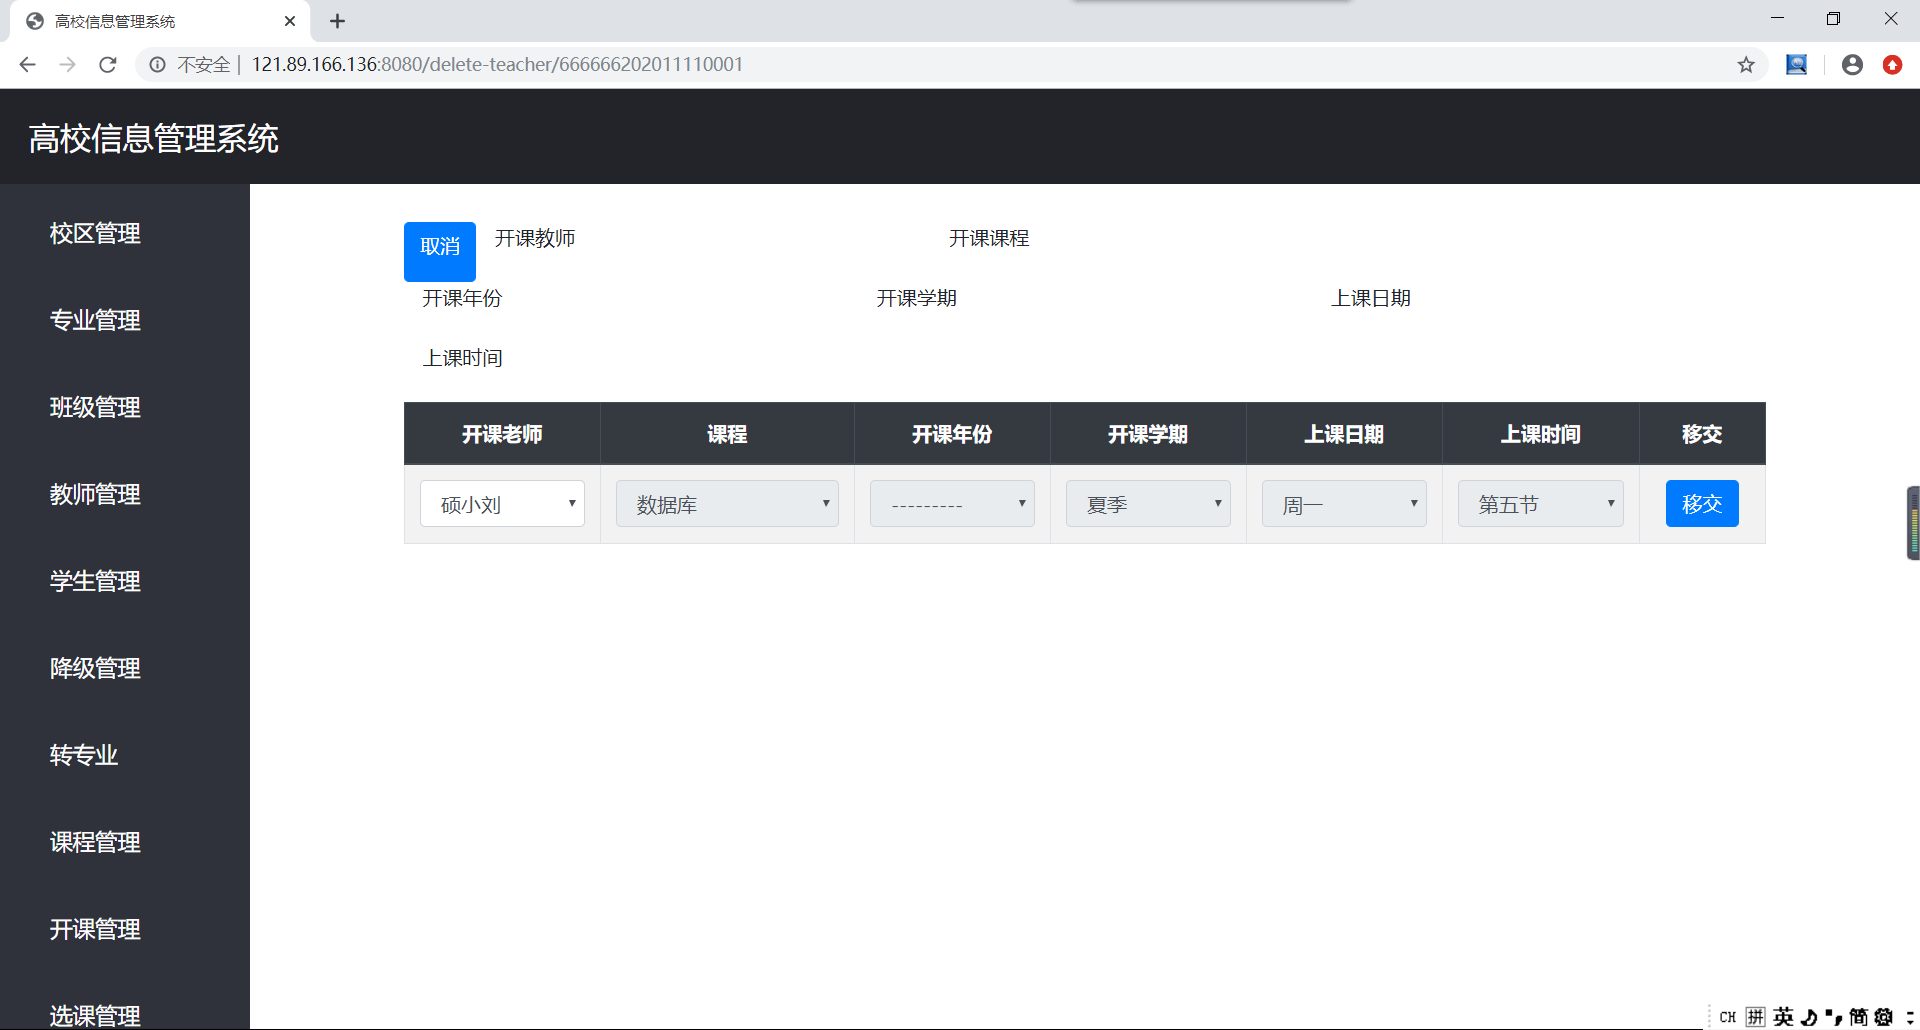 高校信息管理系统
不安全 | 121.89.166.136:8080/delete-teacher/666666202011110001
高校信息管理系统
校区管理
专业管理
班级管理
教师管理
学生管理
降级管理
转专业
课程管理
开课管理
选课管理
取消 开课教师 开课课程
开课年份 开课学期 上课日期
上课时间
开课老师 课程 开课年份 开课学期 上课日期 上课时间 移交
硕小刘 数据库 --------- 夏季 周一 第五节 移交
CH 拼 英 简